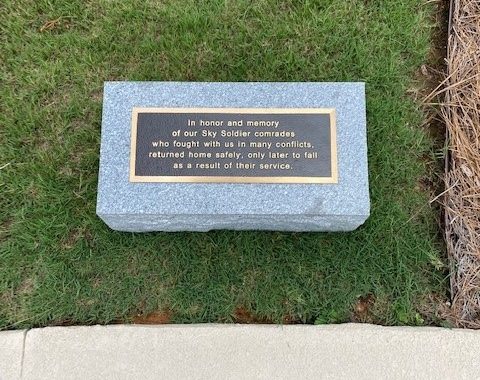 In honor and memory
of our Sky Soldier comrades
who fought with us in many conflicts,
returned home safely, only later to fall
as a result of their service.